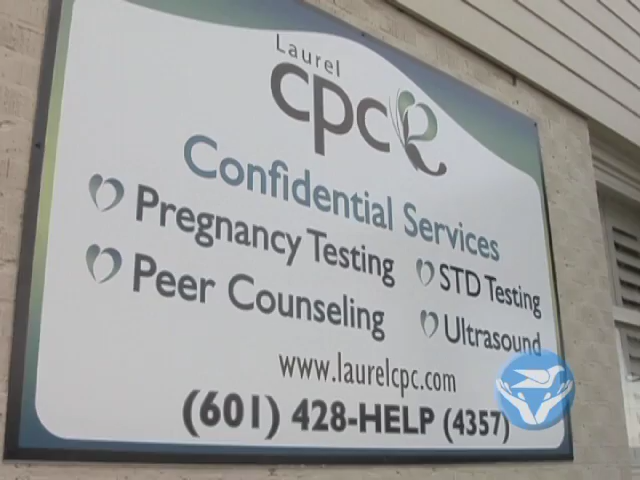 Laurel
cpc
Confidential Services
Pregnancy Testing
Peer Counseling
STD Testing
Ultrasound
www.laurelcpc.com
(601) 428-HELP (4357)